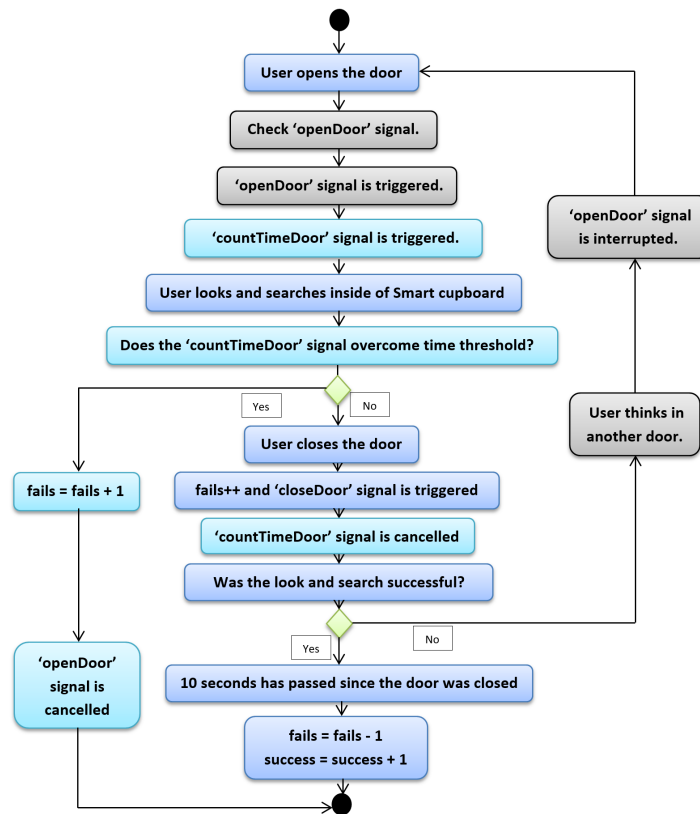 User opens the door
Check ‘openDoor’ signal.
‘openDoor’ signal is triggered.
‘countTimeDoor’ signal is triggered.
‘openDoor’ signal
is interrupted.
User looks and searches inside of Smart cupboard
Does the ‘countTimeDoor’ signal overcome time threshold?
Yes
No
User thinks in
another door.
User closes the door
fails = fails + 1
fails++ and ‘closeDoor’ signal is triggered
‘countTimeDoor’ signal is cancelled
Was the look and search successful?
Yes
No
‘openDoor’
signal is
cancelled
10 seconds has passed since the door was closed
fails = fails - 1
success = success + 1